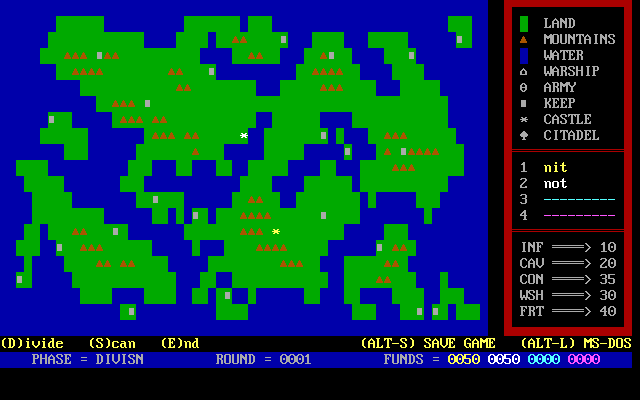 LAND
MOUNTAINS
WATER
WARSHIP
ARMY
KEEP
CASTLE
CITADEL
1 nit
2 not
3 ---------
4 ---------
INF ====> 10
CAV ====> 20
CON ====> 35
WSH ====> 30
FRT ====> 40
(D)ivide (S)can (E)nd (ALT-S) SAVE GAME (ALT-L) MS-DOS
PHASE = DIVISN ROUND = 0001 FUNDS = 0050 0050 0000 0000